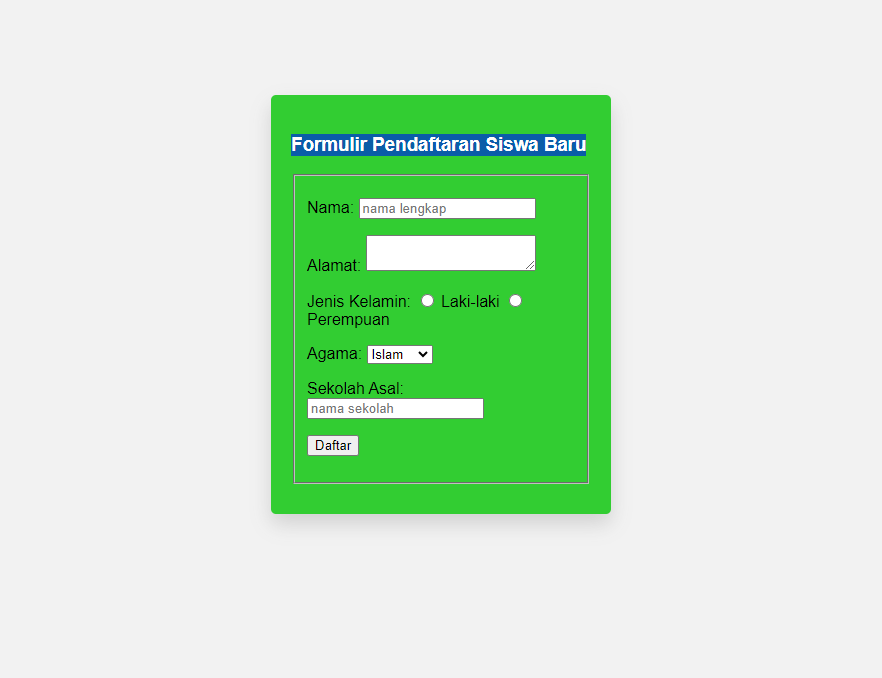 Formulir Pendaftaran Siswa Baru
Nama: nama lengkap
Alamat:
Jenis Kelamin: Laki-laki
Perempuan
Agama: Islam
Sekolah Asal:
nama sekolah
Daftar